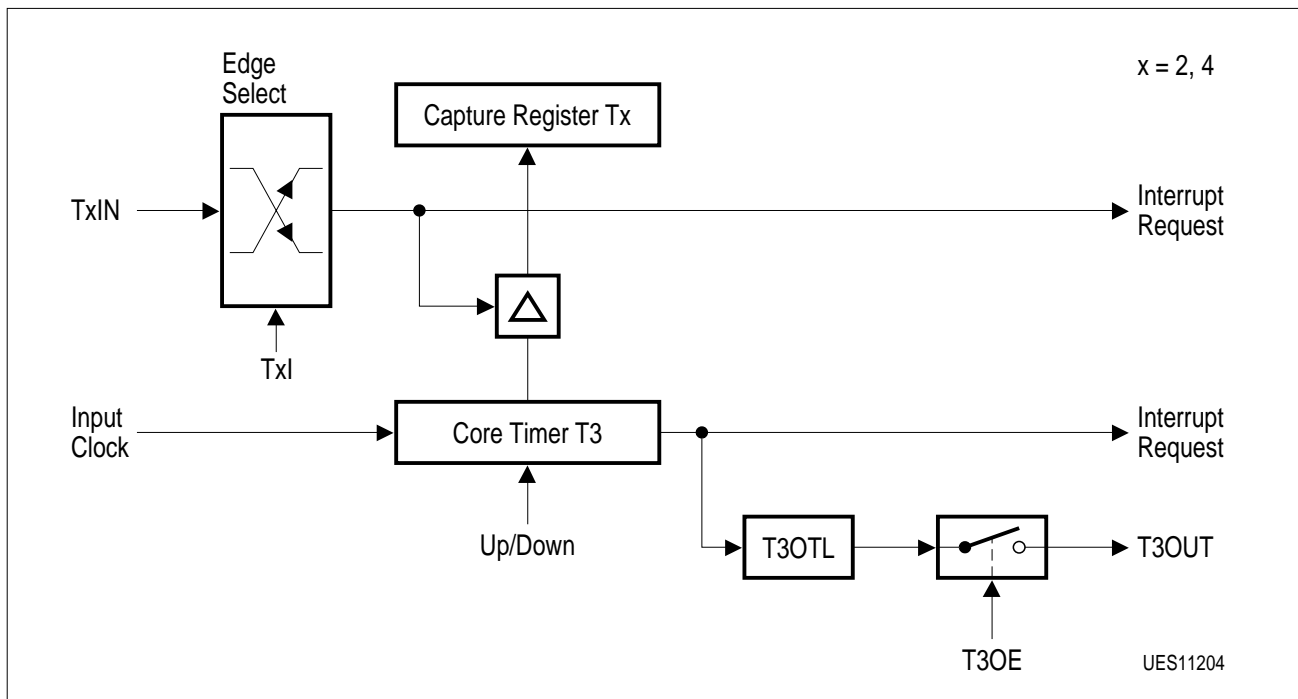 Edge
Select
x = 2, 4
Capture Register Tx
TxIN
Interrupt
Request
TxI
Input
Clock
Core Timer T3
Interrupt
Request
Up/Down
T3OTL
T3OUT
T3OE
UES11204